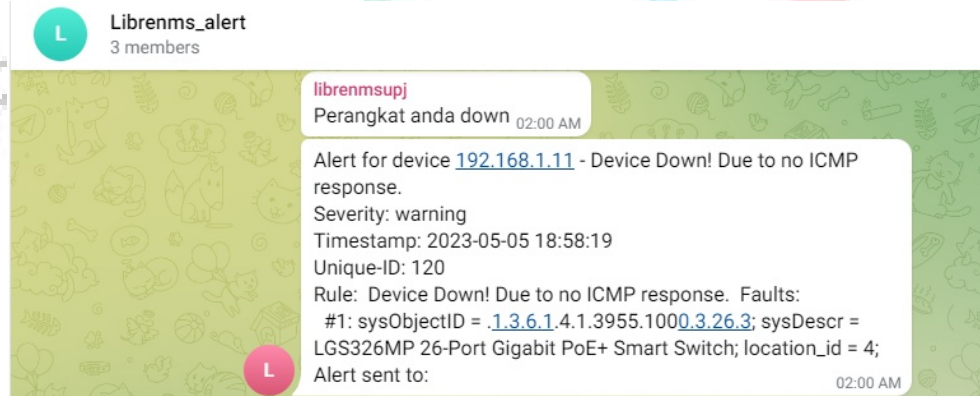 L
Librenms_alert
3 members
librenmsupj
Perangkat anda down 02:00 AM
Alert for device 192.168.1.11 - Device Down! Due to no ICMP
response.
Severity: warning
Timestamp: 2023-05-05 18:58:19
Unique-ID: 120
Rule:  Device Down! Due to no ICMP response.  Faults:
#1: sysObjectID = .1.3.6.1.4.1.3955.1000.3.26.3; sysDescr =
LGS326MP 26-Port Gigabit PoE+ Smart Switch; location_id = 4;
L
Alert sent to: 02:00 AM